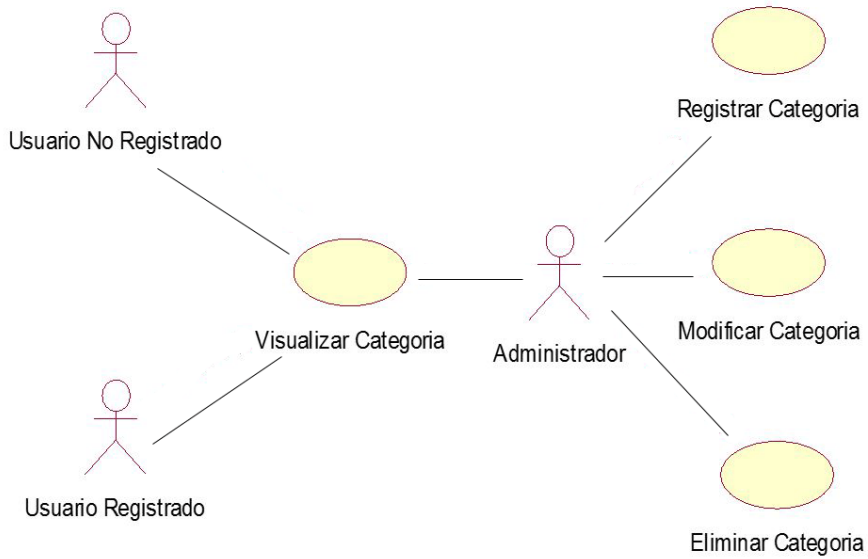 Usuario No Registrado
Registrar Categoria
Visualizar Categoria
Administrador
Modificar Categoria
Usuario Registrado
Eliminar Categoria